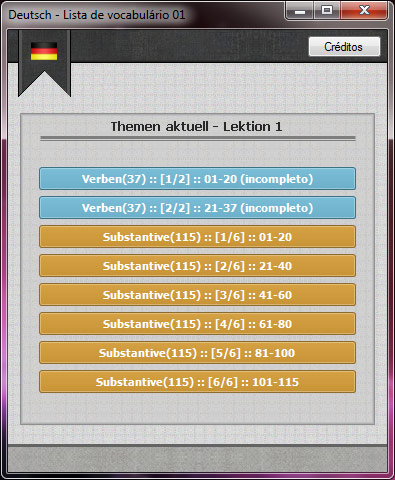 Deutsch - Lista de vocabulário 01
Créditos
Themen aktuell - Lektion 1
Verben(37) :: [1/2] :: 01-20 (incompleto)
Verben(37) :: [2/2] :: 21-37 (incompleto)
Substantive(115) :: [1/6] :: 01-20
Substantive(115) :: [2/6] :: 21-40
Substantive(115) :: [3/6] :: 41-60
Substantive(115) :: [4/6] :: 61-80
Substantive(115) :: [5/6] :: 81-100
Substantive(115) :: [6/6] :: 101-115